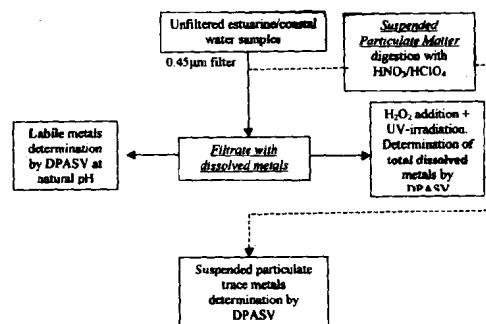 Unfiltered estuarine/coastal
water samples
Suspended
Particulate Matter
digestion with
HNO₃/HClO₄
0.45µm filter
Labile metals
determination
by DPASV at
natural pH
Filtrate with
dissolved metals
H₂O₂ addition +
UV-irradiation.
Determination of
total dissolved
metals by
DPASV
Suspended particulate
trace metals
determination by
DPASV